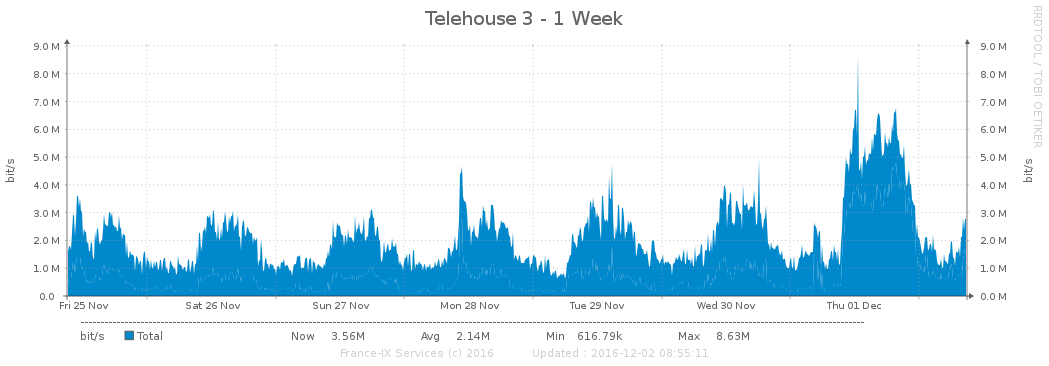 Telehouse 3 - 1 Week
RRDTOOL / TOBI OETIKER
9.0 M 9.0 M
8.0 M 8.0 M
7.0 M 7.0 M
6.0 M 6.0 M
5.0 M 5.0 M
4.0 M 4.0 M
3.0 M 3.0 M
2.0 M 2.0 M
1.0 M 1.0 M
0.0 0.0 M
bit/s
bit/s
Fri 25 Nov Sat 26 Nov Sun 27 Nov Mon 28 Nov Tue 29 Nov Wed 30 Nov Thu 01 Dec
bit/s Total Now 3.56M Avg 2.14M Min 616.79k Max 8.63M
France-IX Services (c) 2016 Updated : 2016-12-02 08:55:11